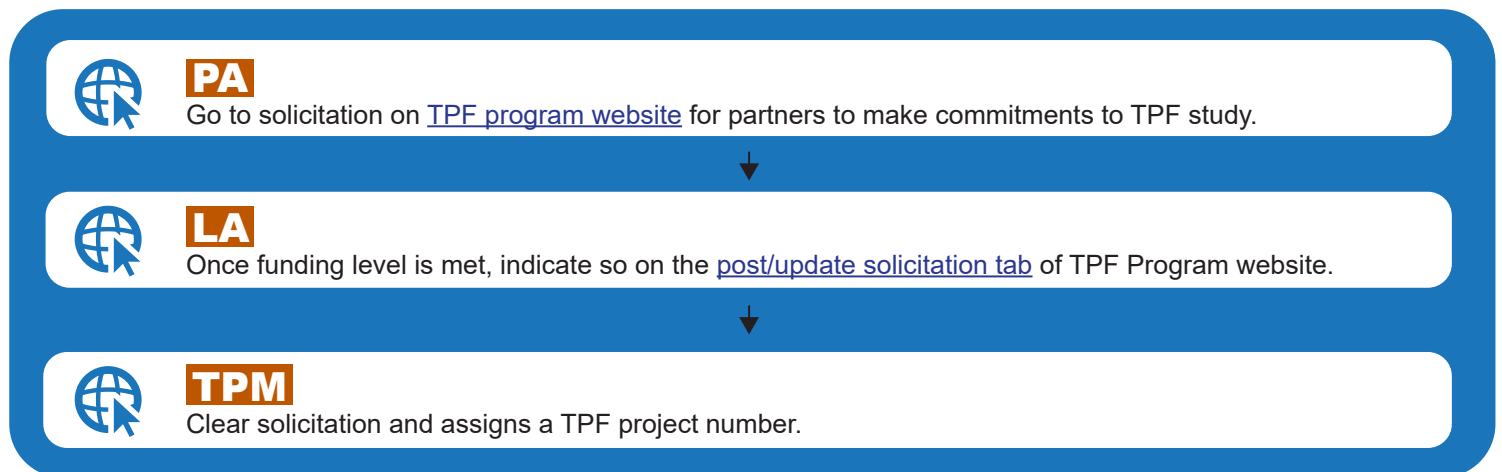 PA
Go to solicitation on TPF program website for partners to make commitments to TPF study.
LA
Once funding level is met, indicate so on the post/update solicitation tab of TPF Program website.
TPM
Clear solicitation and assigns a TPF project number.